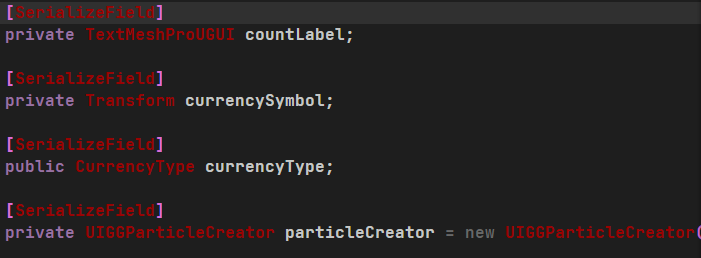 [SerializeField]
private TextMeshProUGUI countLabel;
[SerializeField]
private Transform currencySymbol;
[SerializeField]
public CurrencyType currencyType;
[SerializeField]
private UIGGParticleCreator particleCreator = new UIGGParticleCreator(